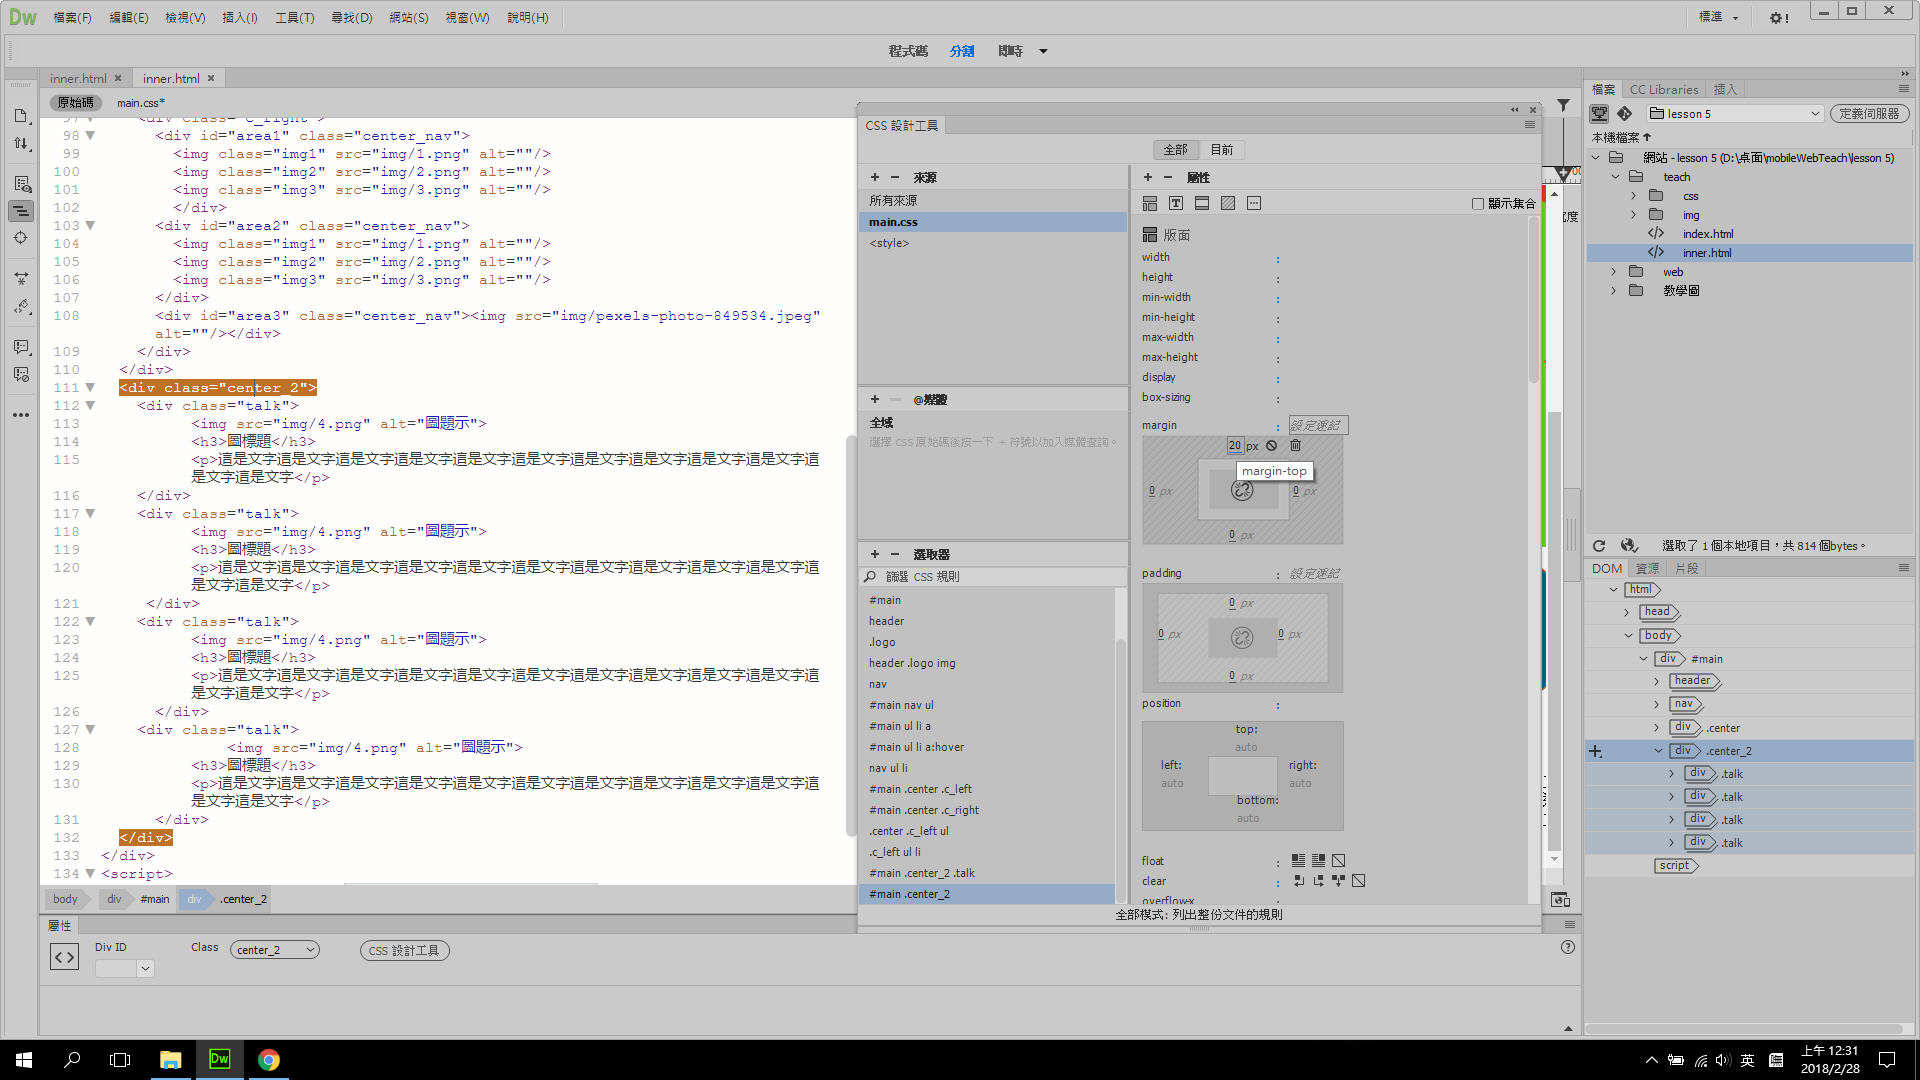 Dw 檔案(F) 編輯(E) 檢視(V) 插入(I) 工具(T) 尋找(D) 網站(S) 視窗(W) 說明(H) 標準
程式碼 分割 即時
inner.html inner.html
原始碼 main.css*
97 <div class="c_right">
98 <div id="area1" class="center_nav">
99 <img class="img1" src="img/1.png" alt=""/>
100 <img class="img2" src="img/2.png" alt=""/>
101 <img class="img3" src="img/3.png" alt=""/>
102 </div>
103 <div id="area2" class="center_nav">
104 <img class="img1" src="img/1.png" alt=""/>
105 <img class="img2" src="img/2.png" alt=""/>
106 <img class="img3" src="img/3.png" alt=""/>
107 </div>
108 <div id="area3" class="center_nav"><img src="img/pexels-photo-849534.jpeg"
alt=""/></div>
109 </div>
110 </div>
111 <div class="center_2">
112 <div class="talk">
113 <img src="img/4.png" alt="圖題示">
114 <h3>圖標題</h3>
115 <p>這是文字這是文字這是文字這是文字這是文字這是文字這是文字這是文字這是文字這是文字這
是文字這是文字</p>
116 </div>
117 <div class="talk">
118 <img src="img/4.png" alt="圖題示">
119 <h3>圖標題</h3>
120 <p>這是文字這是文字這是文字這是文字這是文字這是文字這是文字這是文字這是文字這是文字這
是文字這是文字</p>
121 </div>
122 <div class="talk">
123 <img src="img/4.png" alt="圖題示">
124 <h3>圖標題</h3>
125 <p>這是文字這是文字這是文字這是文字這是文字這是文字這是文字這是文字這是文字這是文字這
是文字這是文字</p>
126 </div>
127 <div class="talk">
128 <img src="img/4.png" alt="圖題示">
129 <h3>圖標題</h3>
130 <p>這是文字這是文字這是文字這是文字這是文字這是文字這是文字這是文字這是文字這是文字這
是文字這是文字</p>
131 </div>
132 </div>
133 </div>
134 <script>
body div #main div .center_2
屬性
Div ID
Class center_2 CSS 設計工具
CSS 設計工具
全部 目前
來源
所有來源
main.css
<style>
@媒體
全域
選擇 CSS 原始碼後按一下 + 符號以加入媒體查詢。
選取器
篩選 CSS 規則
#main
header
.logo
header .logo img
nav
#main nav ul
#main ul li a
#main ul li a:hover
nav ul li
#main .center .c_left
#main .center .c_right
.center .c_left ul
.c_left ul li
#main .center_2 .talk
#main .center_2
屬性
顯示集合
版面
width :
height :
min-width :
min-height :
max-width :
max-height :
display :
box-sizing :
margin : 設定速記
20 px
margin-top
0 px 0 px
0 px
padding : 設定速記
0 px
0 px 0 px
0 px
position :
top:
auto
left: right:
auto auto
bottom:
auto
float :
clear :
overflow-x :
全部模式: 列出整份文件的規則
檔案 CC Libraries 插入
lesson 5 定義伺服器
本機檔案
網站 - lesson 5 (D:\桌面\mobileWebTeach\lesson 5)
teach
css
img
index.html
inner.html
web
教學圖
選取了 1 個本地項目，共 814 個bytes。
DOM 資源 片段
html
head
body
div #main
header
nav
div .center
div .center_2
div .talk
div .talk
div .talk
div .talk
script
Dw 英 上午 12:31
2018/2/28